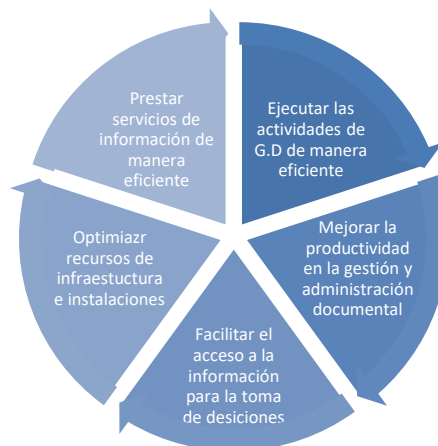 Prestar
servicios de
información de
manera
eficiente
Ejecutar las
actividades de
G.D de manera
eficiente
Mejorar la
productividad
en la gestión y
administración
documental
Facilitar el
acceso a la
información
para la toma
de desiciones
Optimiazr
recursos de
infraestuctura
e instalaciones